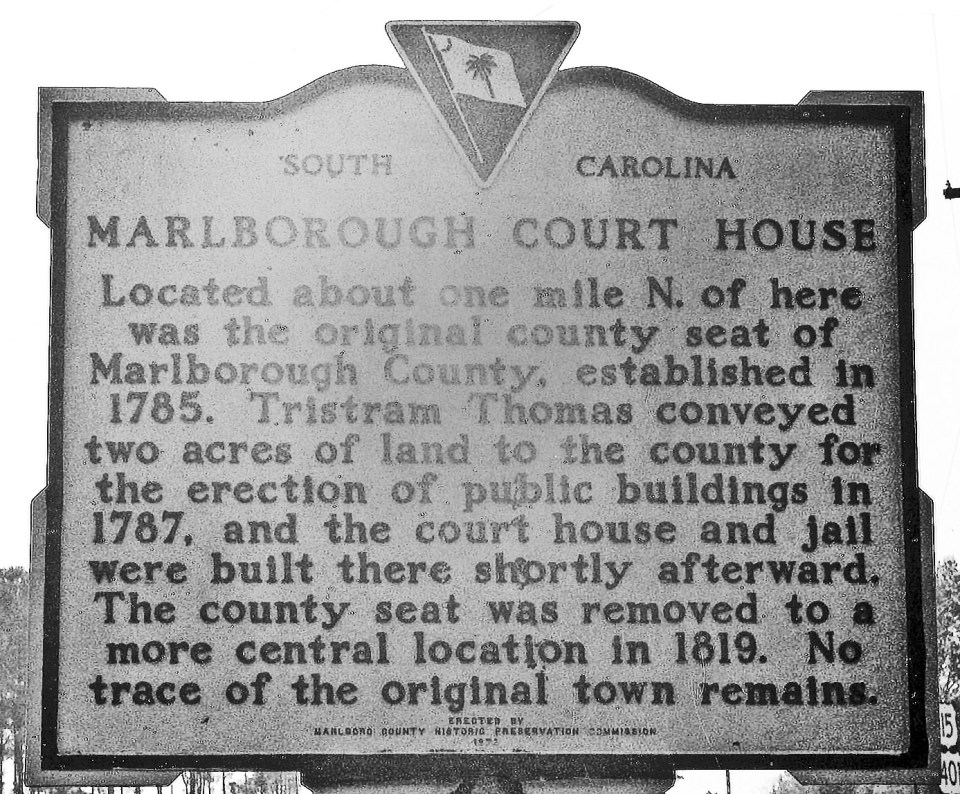 SOUTH CAROLINA
MARLBOROUGH COURT HOUSE
Located about one mile N. of here
was the original county seat of
Marlborough County, established in
1785. Tristram Thomas conveyed
two acres of land to the county for
the erection of public buildings in
1787, and the court house and jail
were built there shortly afterward.
The county seat was removed to a
more central location in 1819. No
trace of the original town remains.
ERECTED BY
MARLBORO COUNTY HISTORIC PRESERVATION COMMISSION
15
401